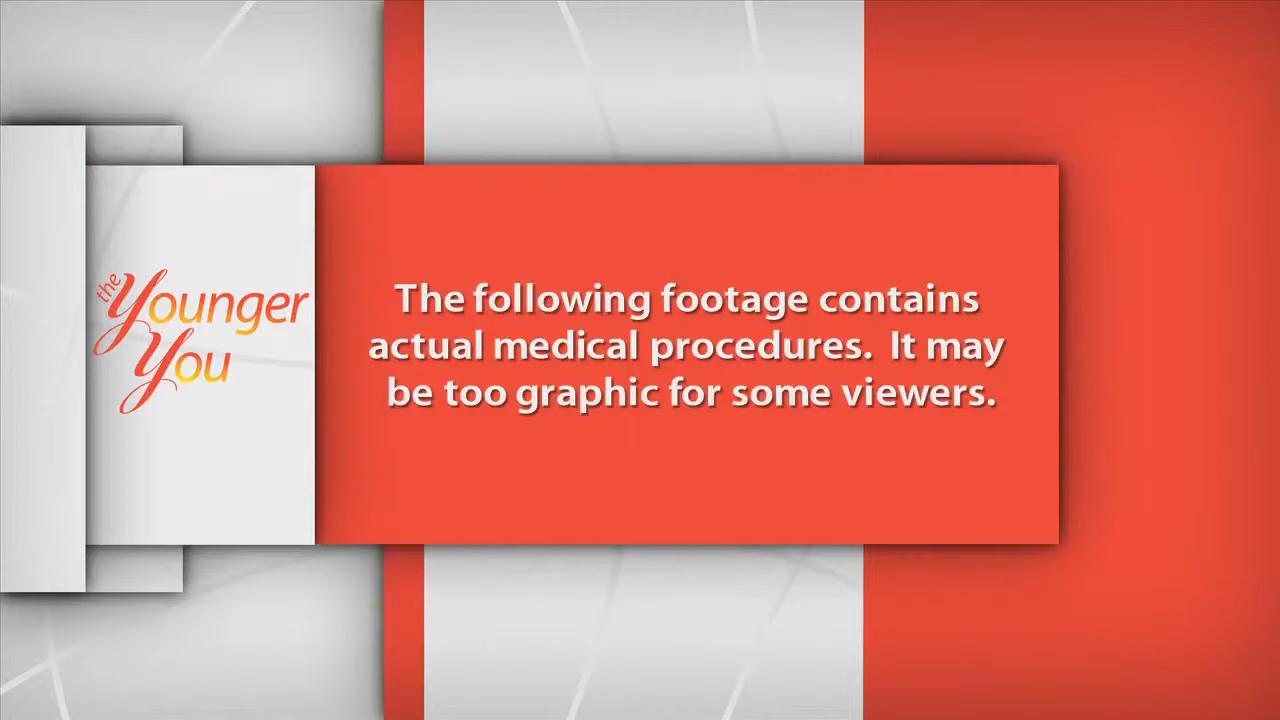 the
Younger
You
The following footage contains
actual medical procedures. It may
be too graphic for some viewers.